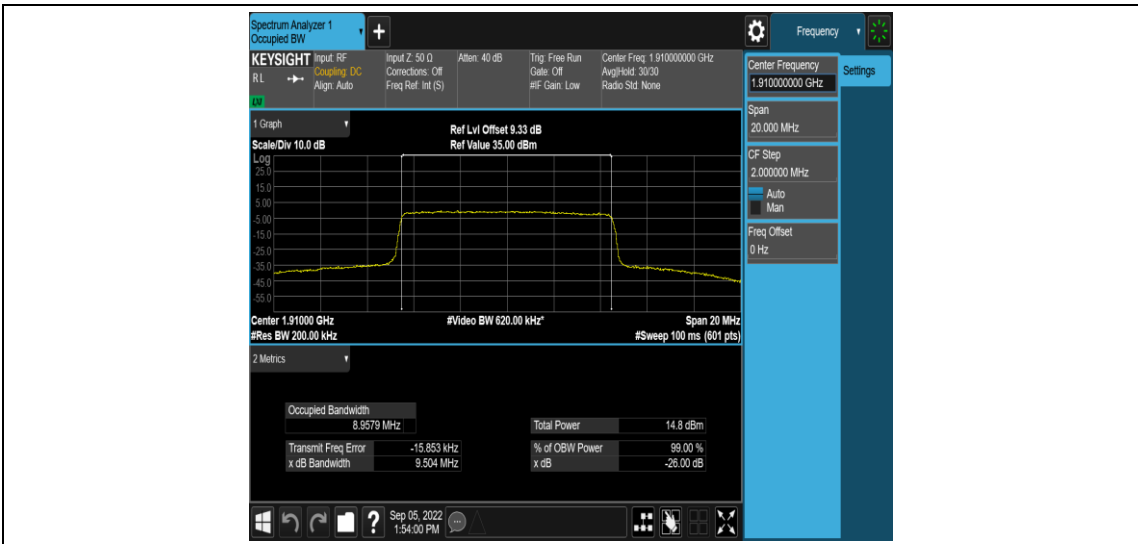 Spectrum Analyzer 1
Occupied BW
+
Frequency
KEYSIGHT Input: RF Input Z: 50 Ω Atten: 40 dB Trig: Free Run Center Freq: 1.910000000 GHz
RL Coupling: DC Corrections: Off Gate: Off Avg|Hold: 30/30
Align: Auto Freq Ref: Int (S) #IF Gain: Low Radio Std: None
LXI
Center Frequency
1.910000000 GHz
Settings
Span
20.000 MHz
CF Step
2.000000 MHz
Auto
Man
Freq Offset
0 Hz
1 Graph
Ref Lvl Offset 9.33 dB
Scale/Div 10.0 dB Ref Value 35.00 dBm
Log
25.0
15.0
5.00
-5.00
-15.0
-25.0
-35.0
-45.0
-55.0
Center 1.91000 GHz #Video BW 620.00 kHz* Span 20 MHz
#Res BW 200.00 kHz #Sweep 100 ms (601 pts)
2 Metrics
Occupied Bandwidth
8.9579 MHz Total Power 14.8 dBm
Transmit Freq Error -15.853 kHz % of OBW Power 99.00 %
x dB Bandwidth 9.504 MHz x dB -26.00 dB
? Sep 05, 2022
1:54:00 PM